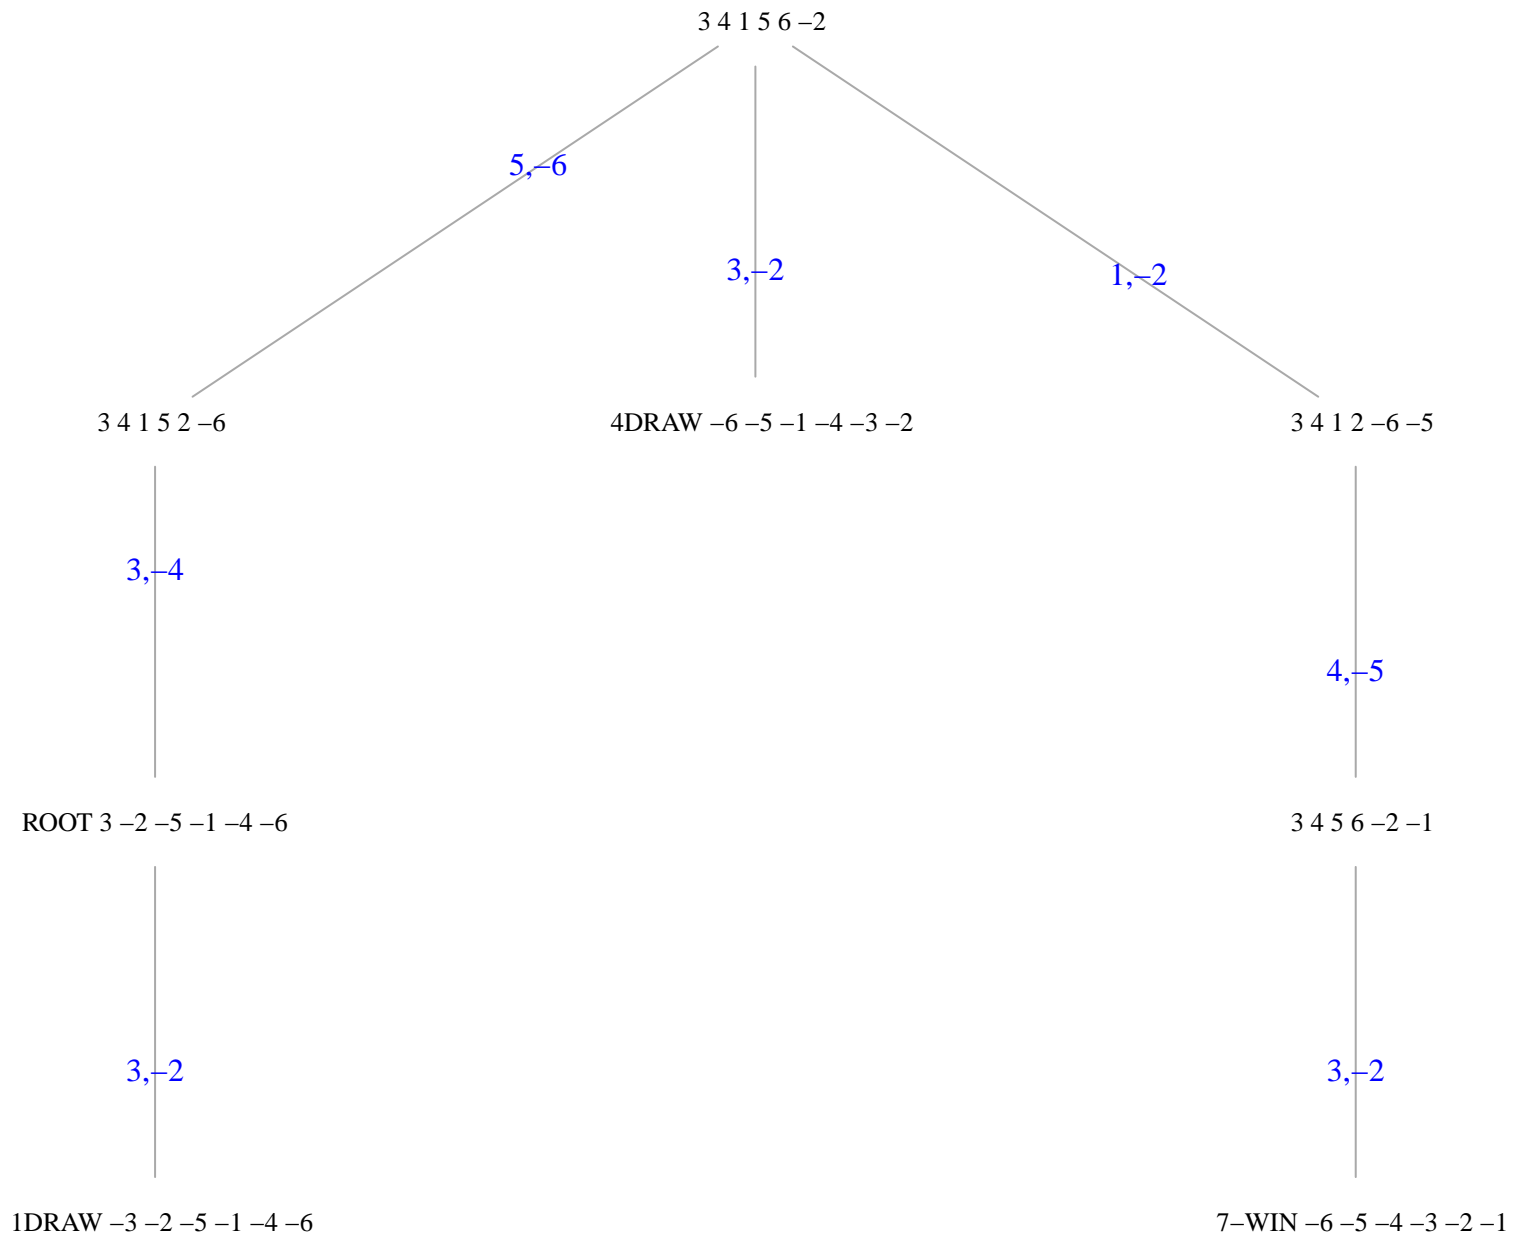 3 4 1 5 6 –2
5,–6
3,–2
1,–2
3 4 1 5 2 –6
4DRAW –6 –5 –1 –4 –3 –2
3 4 1 2 –6 –5
3,–4
4,–5
ROOT 3 –2 –5 –1 –4 –6
3 4 5 6 –2 –1
3,–2
3,–2
1DRAW –3 –2 –5 –1 –4 –6
7–WIN –6 –5 –4 –3 –2 –1